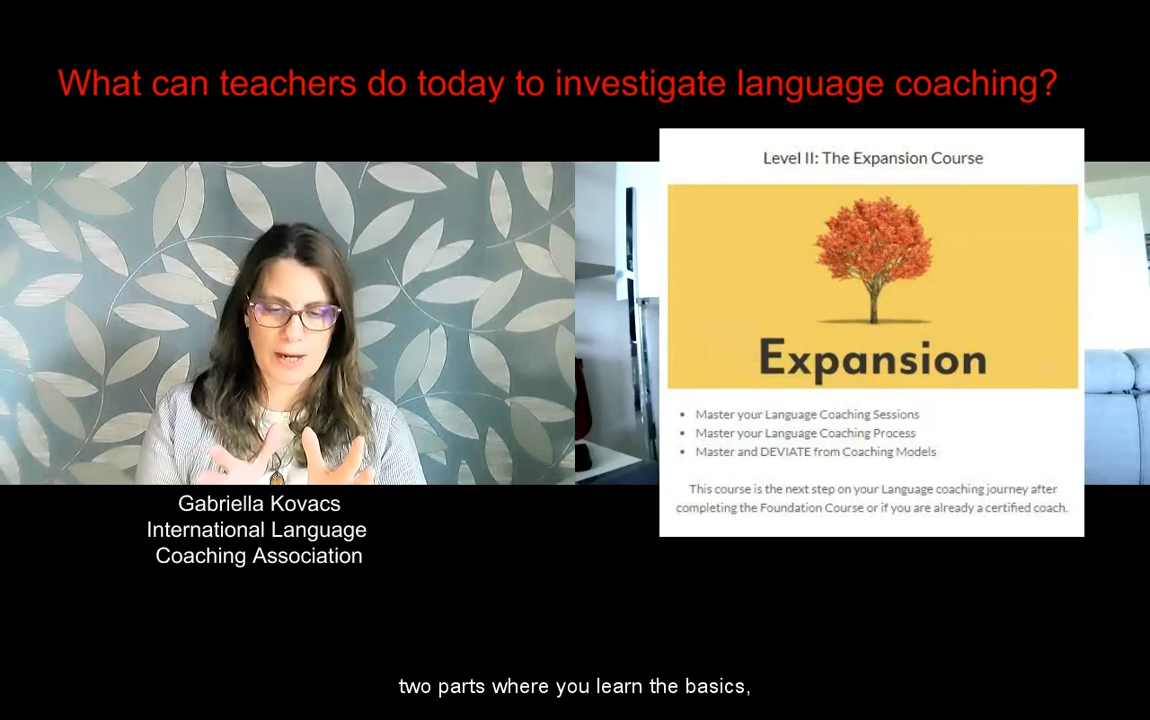 What can teachers do today to investigate language coaching?
Level II: The Expansion Course
Expansion
• Master your Language Coaching Sessions
• Master your Language Coaching Process
• Master and DEVIATE from Coaching Models
This course is the next step on your Language coaching journey after
completing the Foundation Course or if you are already a certified coach.
Gabriella Kovacs
International Language
Coaching Association
two parts where you learn the basics,